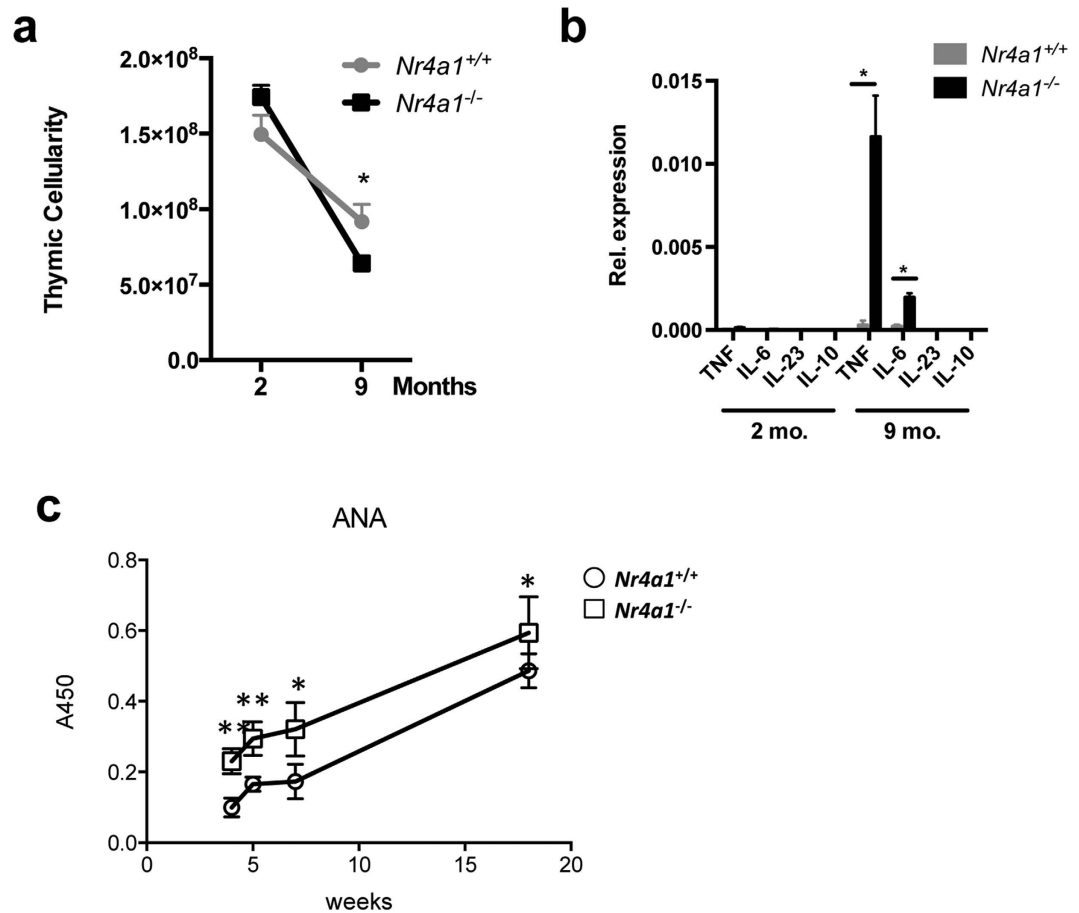 a
Nr4a1+/+
Nr4a1-/-
2.0×10⁸
1.5×10⁸
1.0×10⁸
5.0×10⁷
0.0
Thymic Cellularity
*
2 9 Months
b
Nr4a1+/+
Nr4a1-/-
0.015
0.010
0.005
0.000
Rel. expression
*
*
TNF IL-6 IL-23 IL-10 TNF IL-6 IL-23 IL-10
2 mo. 9 mo.
c
ANA
Nr4a1+/+
Nr4a1-/-
0.8
0.6
0.4
0.2
0.0
A450
**
**
*
*
0 5 10 15 20
weeks